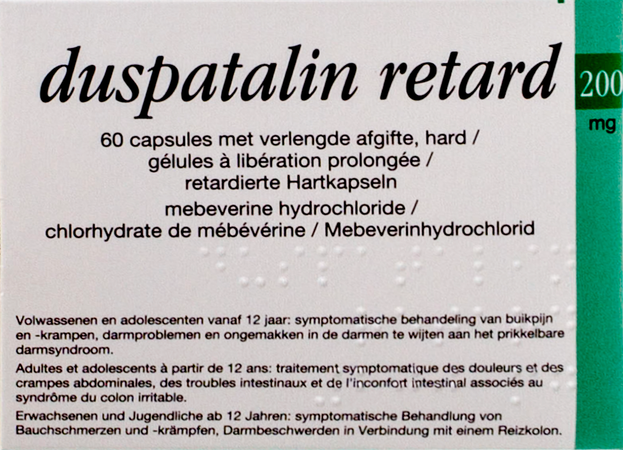 duspatalin retard
200
mg
60 capsules met verlengde afgifte, hard /
gélules à libération prolongée /
retardierte Hartkapseln
mebeverine hydrochloride /
chlorhydrate de mébévérine / Mebeverinhydrochlorid
Volwassenen en adolescenten vanaf 12 jaar: symptomatische behandeling van buikpijn
en -krampen, darmproblemen en ongemakken in de darmen te wijten aan het prikkelbare
darmsyndroom.
Adultes et adolescents à partir de 12 ans: traitement symptomatique des douleurs et des
crampes abdominales, des troubles intestinaux et de l'inconfort intestinal associés au
syndrôme du colon irritable.
Erwachsenen und Jugendliche ab 12 Jahren: symptomatische Behandlung von
Bauchschmerzen und -krämpfen, Darmbeschwerden in Verbindung mit einem Reizkolon.